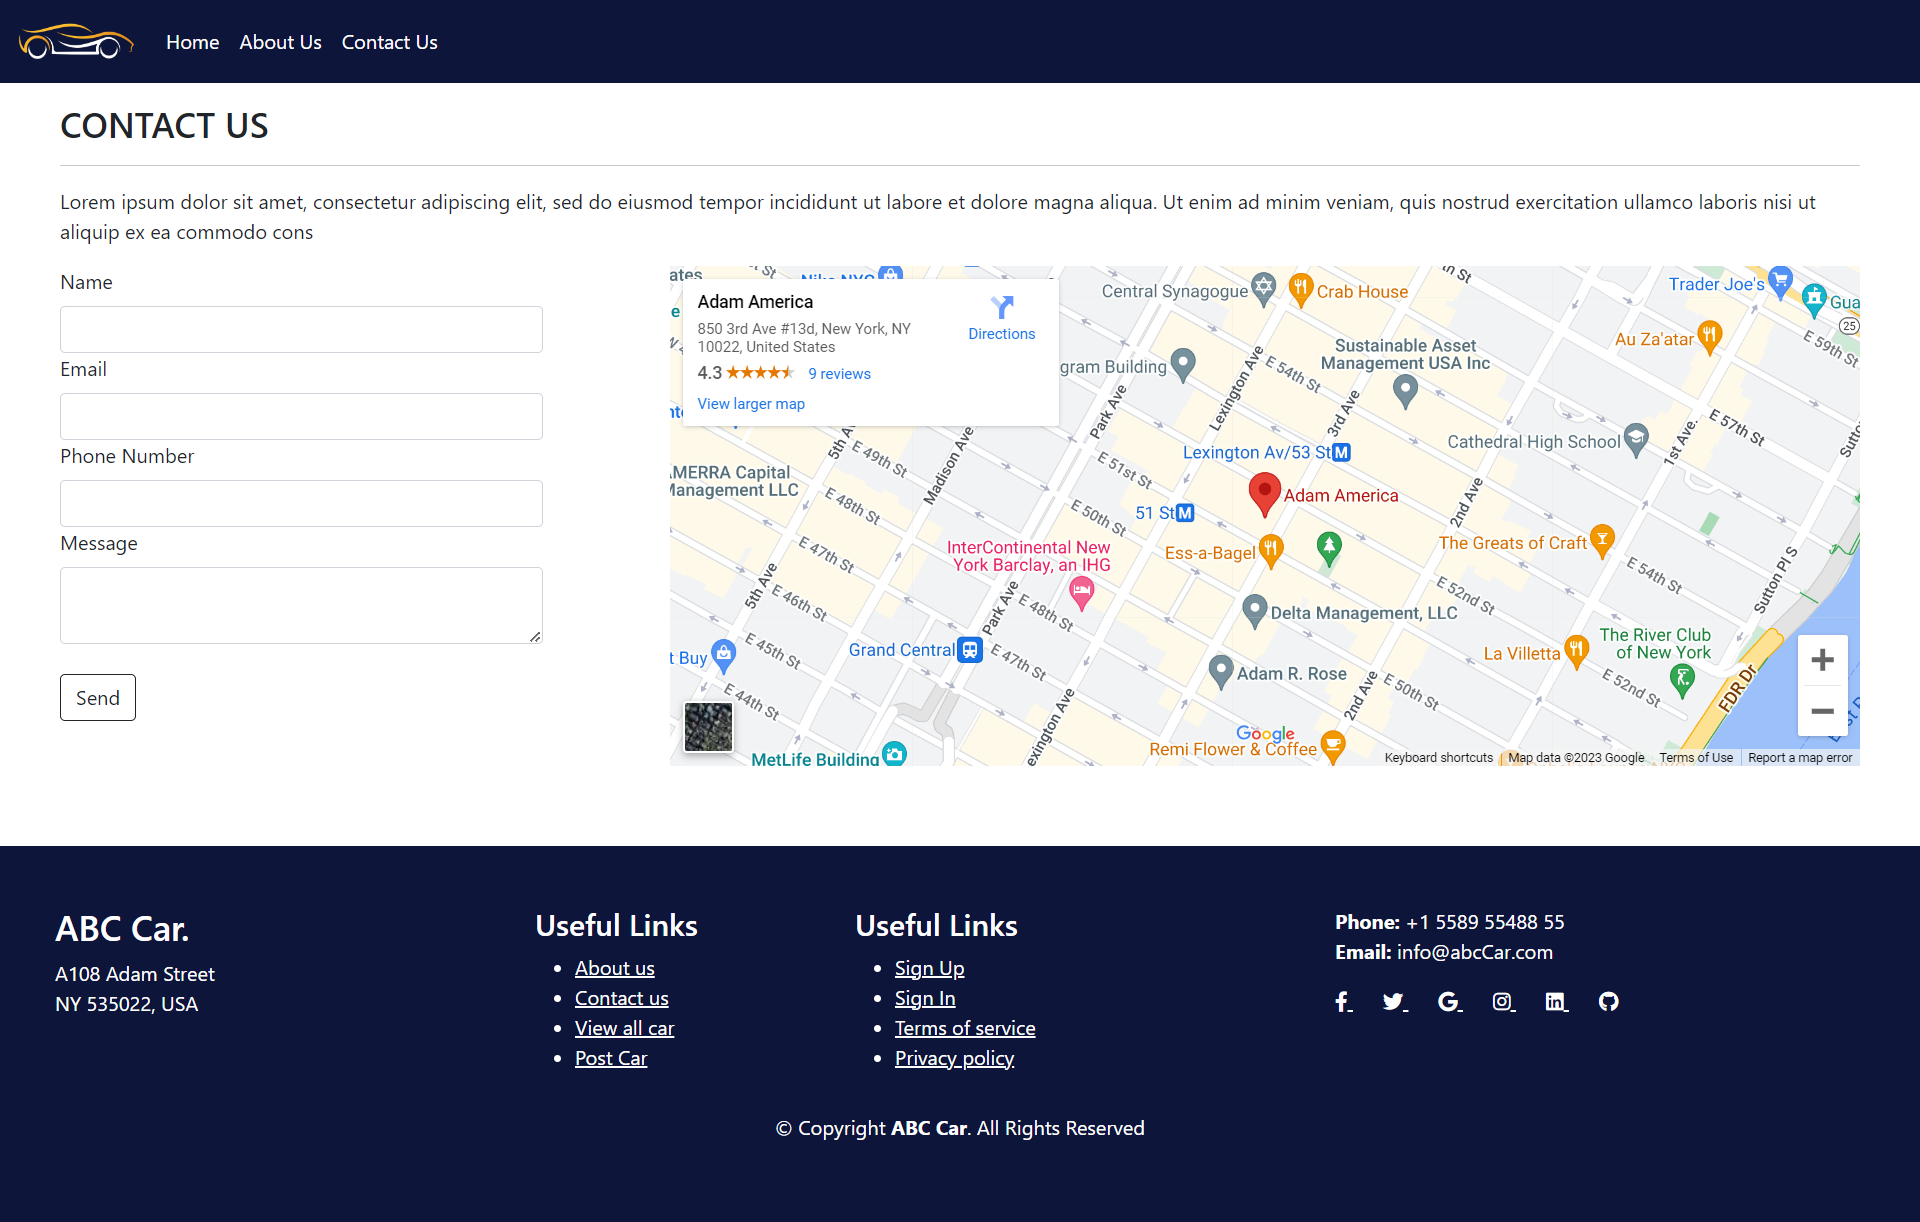 Home About Us Contact Us
CONTACT US
Lorem ipsum dolor sit amet, consectetur adipiscing elit, sed do eiusmod tempor incididunt ut labore et dolore magna aliqua. Ut enim ad minim veniam, quis nostrud exercitation ullamco laboris nisi ut
aliquip ex ea commodo cons
Name
Email
Phone Number
Message
Send
Adam America
850 3rd Ave #13d, New York, NY
10022, United States
4.3 9 reviews
View larger map
Directions
Central Synagogue
Crab House
Trader Joe's
25
E 59th St
Au Za'atar
Sustainable Asset
Management USA Inc
gram Building
E 54th St
Lexington Ave
Park Ave
3rd Ave
E 57th St
1st Ave.
Cathedral High School
5th A
Madison Ave
E 49th St
E 51st St
Lexington Av/53 St
AMERRA Capital
Management LLC
E 48th St
Adam America
2nd Ave
51 St
E 50th St
InterContinental New
York Barclay, an IHG
Ess-a-Bagel
The Greats of Craft
E 47th St
E 54th St
Sutton Pl S
5th Ave
E 46th St
Park Ave
E 48th St
E 52nd St
Delta Management, LLC
t Buy
E 45th St
Grand Central
E 47th St
The River Club
of New York
La Villetta
Adam R. Rose
E 52nd St
E 50th St
2nd Ave
FDR Dr
E 44th St
exington Ave
Google
Remi Flower & Coffee
MetLife Building
Keyboard shortcuts Map data ©2023 Google Terms of Use Report a map error
ABC Car.
A108 Adam Street
NY 535022, USA
Useful Links
About us
Contact us
View all car
Post Car
Useful Links
Sign Up
Sign In
Terms of service
Privacy policy
Phone: +1 5589 55488 55
Email: info@abcCar.com
© Copyright ABC Car. All Rights Reserved